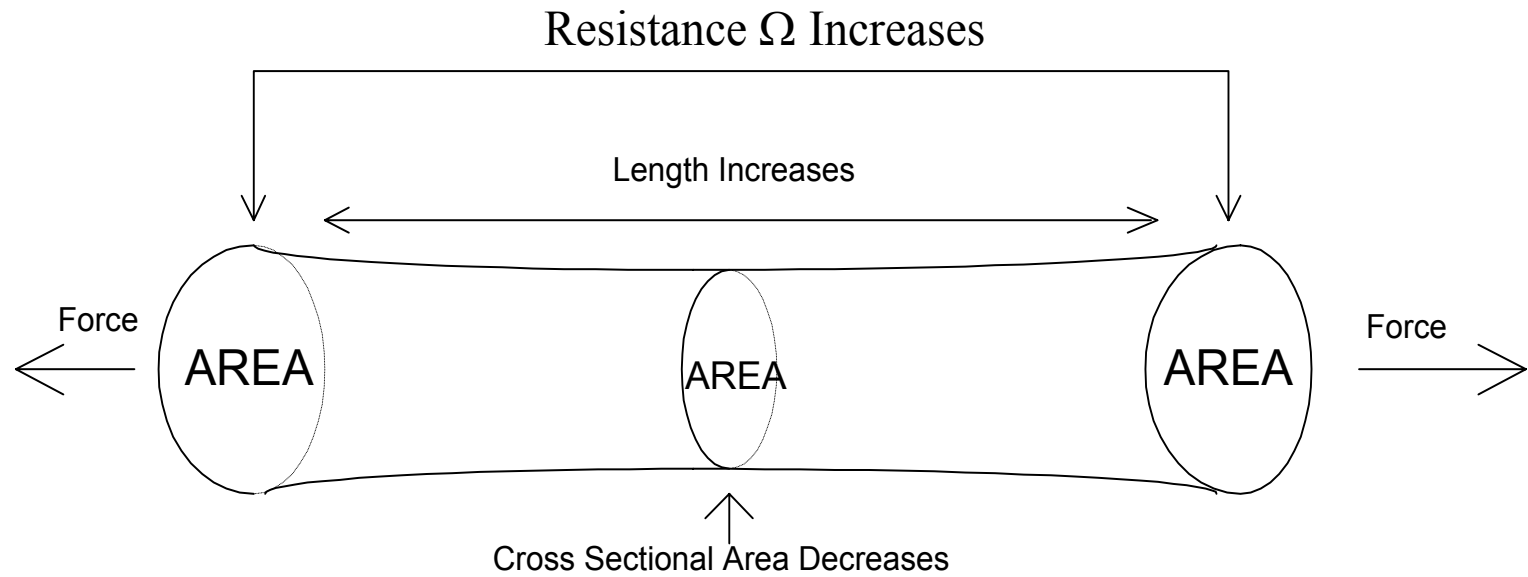 Resistance Ω Increases
Length Increases
Force
Force
AREA
AREA
AREA
Cross Sectional Area Decreases